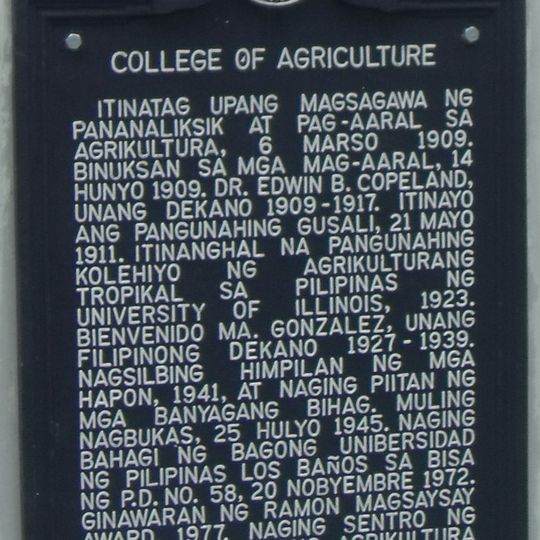 COLLEGE OF AGRICULTURE
ITINATAG UPANG MAGSAGAWA NG
PANANALIKSIK AT PAG-AARAL SA
AGRIKULTURA, 6 MARSO 1909.
BINUKSAN SA MGA MAG-AARAL, 14
HUNYO 1909. DR. EDWIN B. COPELAND,
UNANG DEKANO 1909-1917. ITINAYO
ANG PANGUNAHING GUSALI, 21 MAYO
1911. ITINANGHAL NA PANGUNAHING
KOLEHIYO NG AGRIKULTURANG
TROPIKAL SA PILIPINAS NG
UNIVERSITY OF ILLINOIS, 1923.
BIENVENIDO MA. GONZALEZ, UNANG
FILIPINONG DEKANO 1927-1939.
NAGSILBING HIMPILAN NG MGA
HAPON, 1941, AT NAGING PIITAN NG
MGA BANYAGANG BIHAG. MULING
NAGBUKAS, 25 HULYO 1945. NAGING
BAHAGI NG BAGONG UNIBERSIDAD
NG PILIPINAS LOS BAÑOS SA BISA
NG P.D. NO. 58, 20 NOBYEMBRE 1972.
GINAWARAN NG RAMON MAGSAYSAY
AWARD, 1977. NAGING SENTRO NG
NG AGRIKULTURA